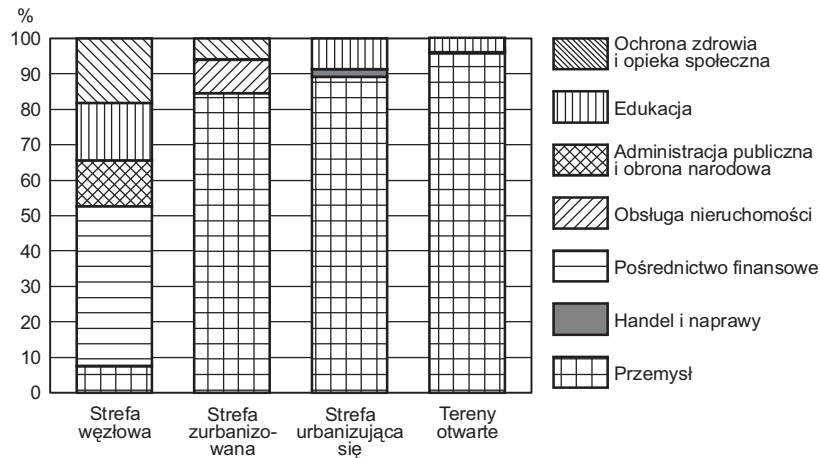 %
100
90
80
70
60
50
40
30
20
10
0
Strefa
węzłowa
Strefa
zurbanizo-
wana
Strefa
urbanizująca
się
Tereny
otwarte
Ochrona zdrowia
i opieka społeczna
Edukacja
Administracja publiczna
i obrona narodowa
Obsługa nieruchomości
Pośrednictwo finansowe
Handel i naprawy
Przemysł